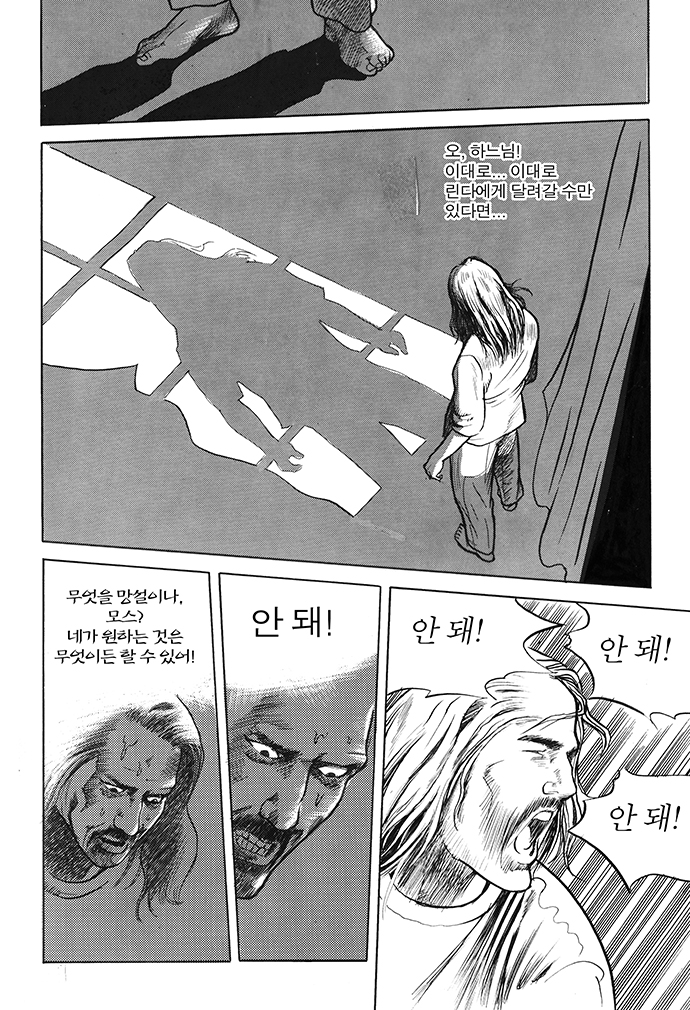 오, 하느님!
이대로... 이대로
린다에게 달려갈 수만
있다면...
무엇을 망설이나,
모스?
네가 원하는 것은
무엇이든 할 수 있어!
안 돼!
안 돼!
안 돼!
안 돼!